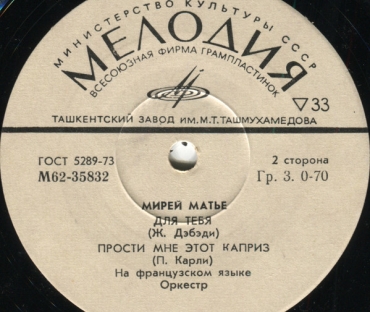 МИНИСТЕРСТВО КУЛЬТУРЫ СССР
МЕЛОДИЯ
ВСЕСОЮЗНАЯ ФИРМА ГРАМПЛАСТИНОК
▽33
ТАШКЕНТСКИЙ ЗАВОД ИМ. М.Т. ТАШМУХАМЕДОВА
ГОСТ 5289-73
2 сторона
М62-35832
Гр. 3. 0-70
МИРЕЙ МАТЬЕ
ДЛЯ ТЕБЯ
(Ж. Дэбэди)
ПРОСТИ МНЕ ЭТОТ КАПРИЗ
(П. Карли)
На французском языке
Оркестр